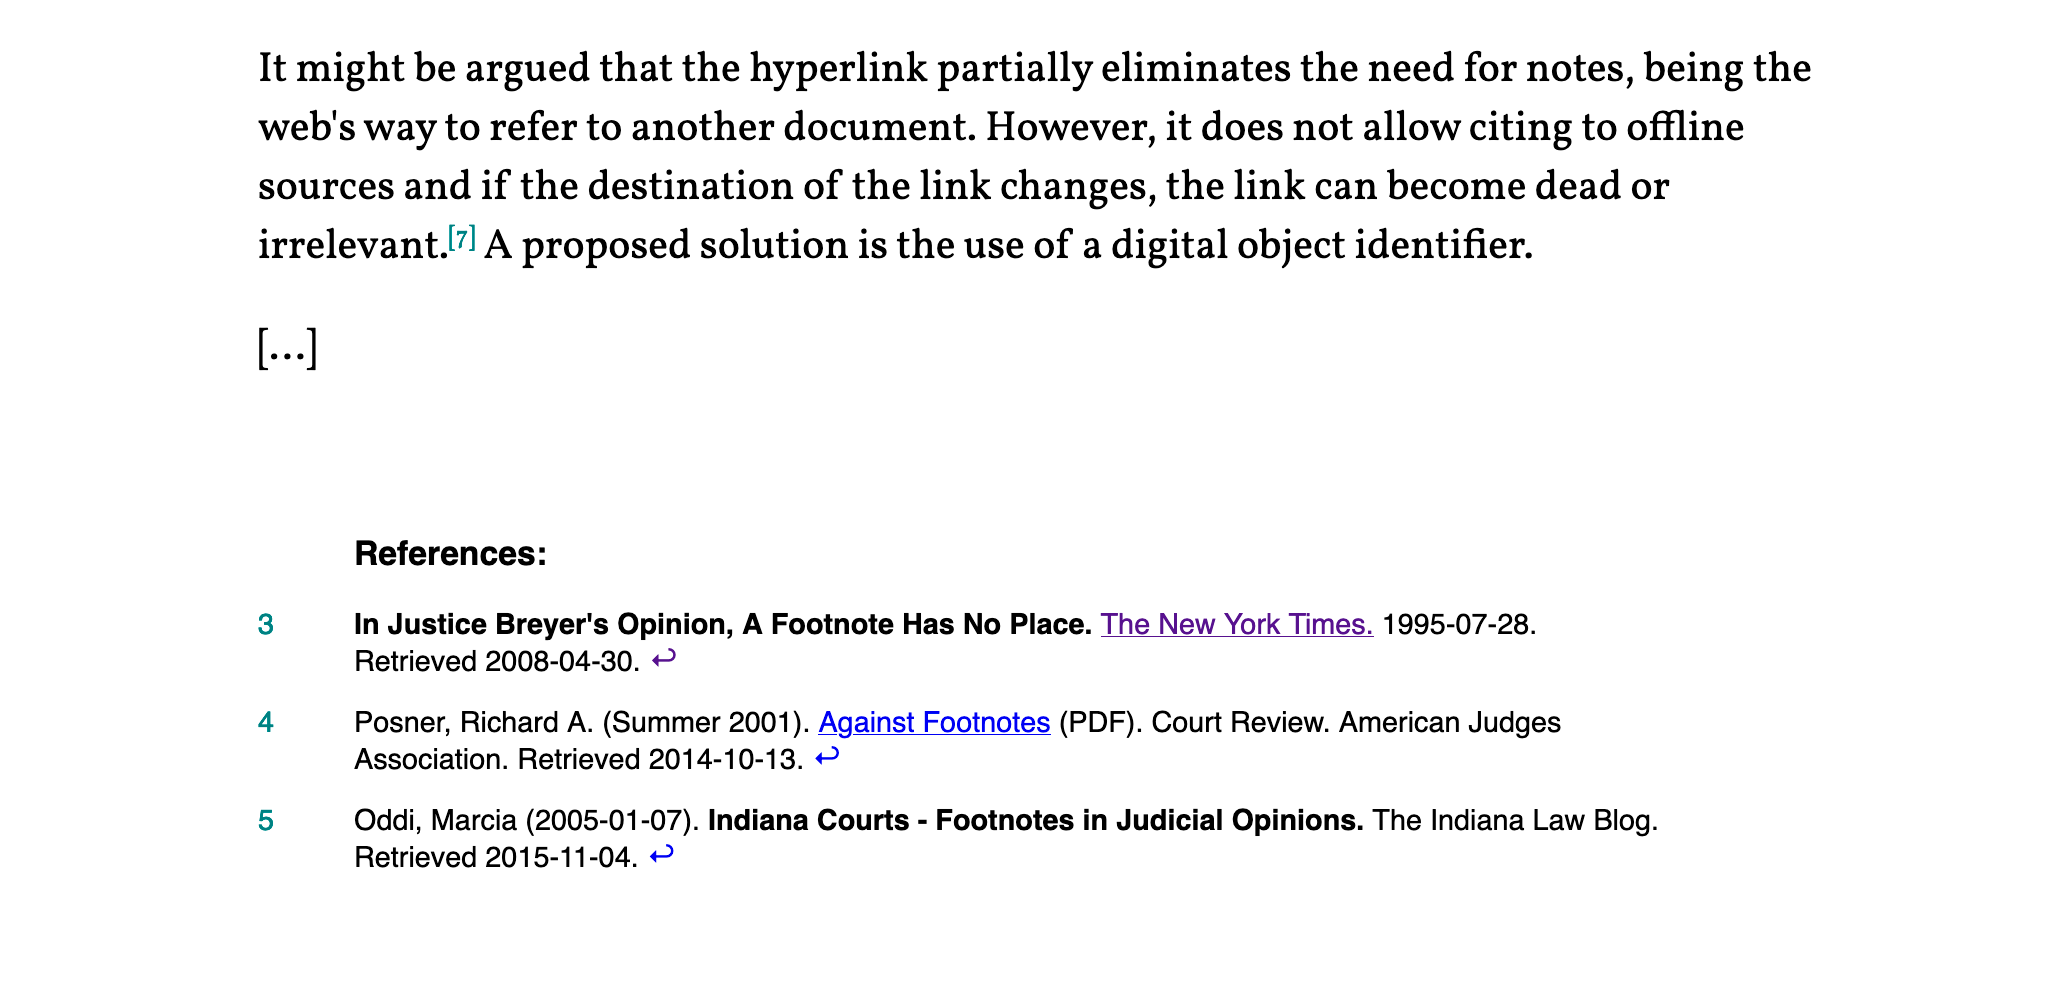 It might be argued that the hyperlink partially eliminates the need for notes, being the
web's way to refer to another document. However, it does not allow citing to offline
sources and if the destination of the link changes, the link can become dead or
irrelevant.[7] A proposed solution is the use of a digital object identifier.
[...]
References:
3 In Justice Breyer's Opinion, A Footnote Has No Place. The New York Times. 1995-07-28.
Retrieved 2008-04-30. ↩
4 Posner, Richard A. (Summer 2001). Against Footnotes (PDF). Court Review. American Judges
Association. Retrieved 2014-10-13. ↩
5 Oddi, Marcia (2005-01-07). Indiana Courts - Footnotes in Judicial Opinions. The Indiana Law Blog.
Retrieved 2015-11-04. ↩